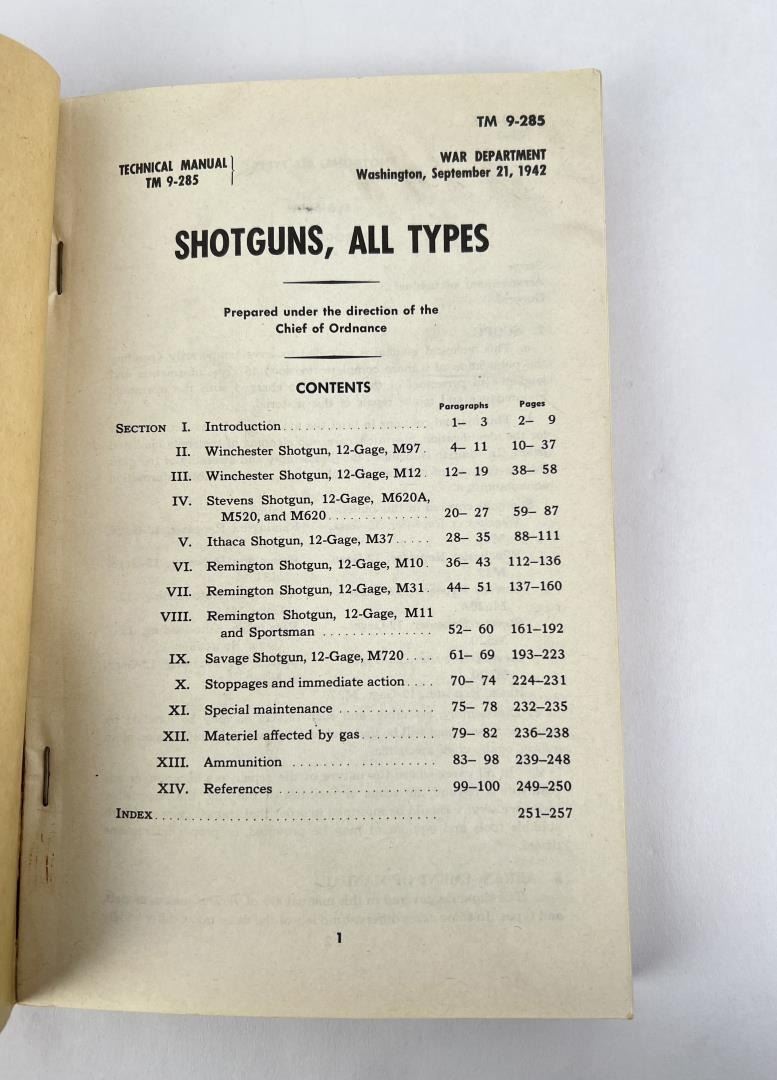 TM 9-285
TECHNICAL MANUAL
TM 9-285
WAR DEPARTMENT
Washington, September 21, 1942
SHOTGUNS, ALL TYPES
Prepared under the direction of the
Chief of Ordnance
CONTENTS
Paragraphs Pages
SECTION I. Introduction 1– 3 2– 9
II. Winchester Shotgun, 12-Gage, M97 4– 11 10– 37
III. Winchester Shotgun, 12-Gage, M12 12– 19 38– 58
IV. Stevens Shotgun, 12-Gage, M620A,
M520, and M620 20– 27 59– 87
V. Ithaca Shotgun, 12-Gage, M37 28– 35 88–111
VI. Remington Shotgun, 12-Gage, M10 36– 43 112–136
VII. Remington Shotgun, 12-Gage, M31 44– 51 137–160
VIII. Remington Shotgun, 12-Gage, M11
and Sportsman 52– 60 161–192
IX. Savage Shotgun, 12-Gage, M720 61– 69 193–223
X. Stoppages and immediate action 70– 74 224–231
XI. Special maintenance 75– 78 232–235
XII. Materiel affected by gas 79– 82 236–238
XIII. Ammunition 83– 98 239–248
XIV. References 99–100 249–250
INDEX 251–257
1